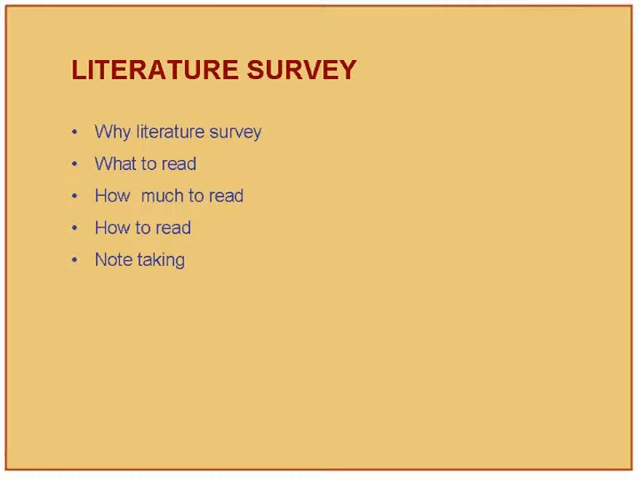 LITERATURE SURVEY
• Why literature survey
• What to read
• How  much to read
• How to read
• Note taking